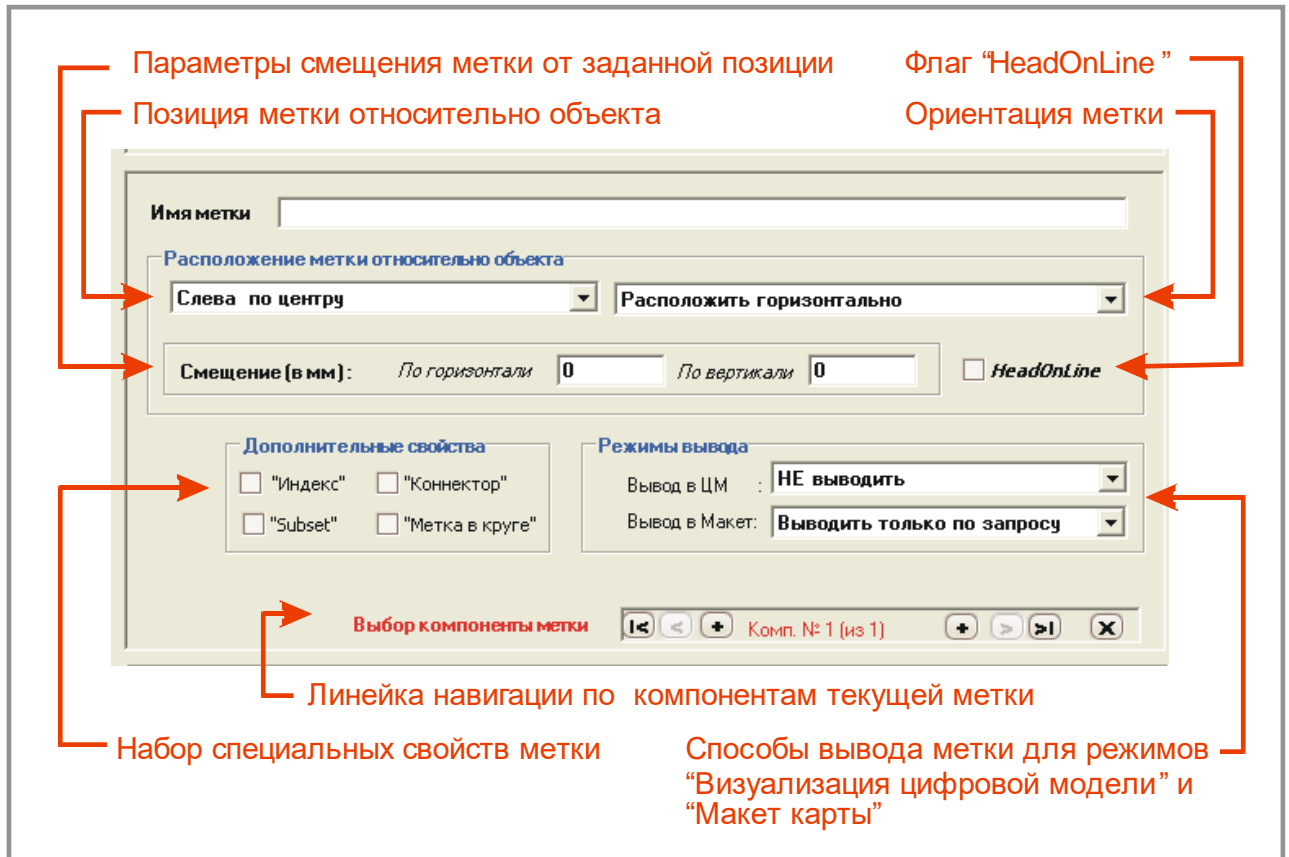 Параметры смещения метки от заданной позиции
Флаг “HeadOnLine ”
Позиция метки относительно объекта
Ориентация метки
Имя метки
Расположение метки относительно объекта
Слева по центру
Расположить горизонтально
Смещение (в мм): По горизонтали 0 По вертикали 0 HeadOnLine
Дополнительные свойства
Режимы вывода
"Индекс" "Коннектор"
Вывод в ЦМ : НЕ выводить
"Subset" "Метка в круге"
Вывод в Макет: Выводить только по запросу
Выбор компоненты метки |< < + Комп. № 1 (из 1) + > >| X
Линейка навигации по компонентам текущей метки
Набор специальных свойств метки
Способы вывода метки для режимов
“Визуализация цифровой модели” и
“Макет карты”